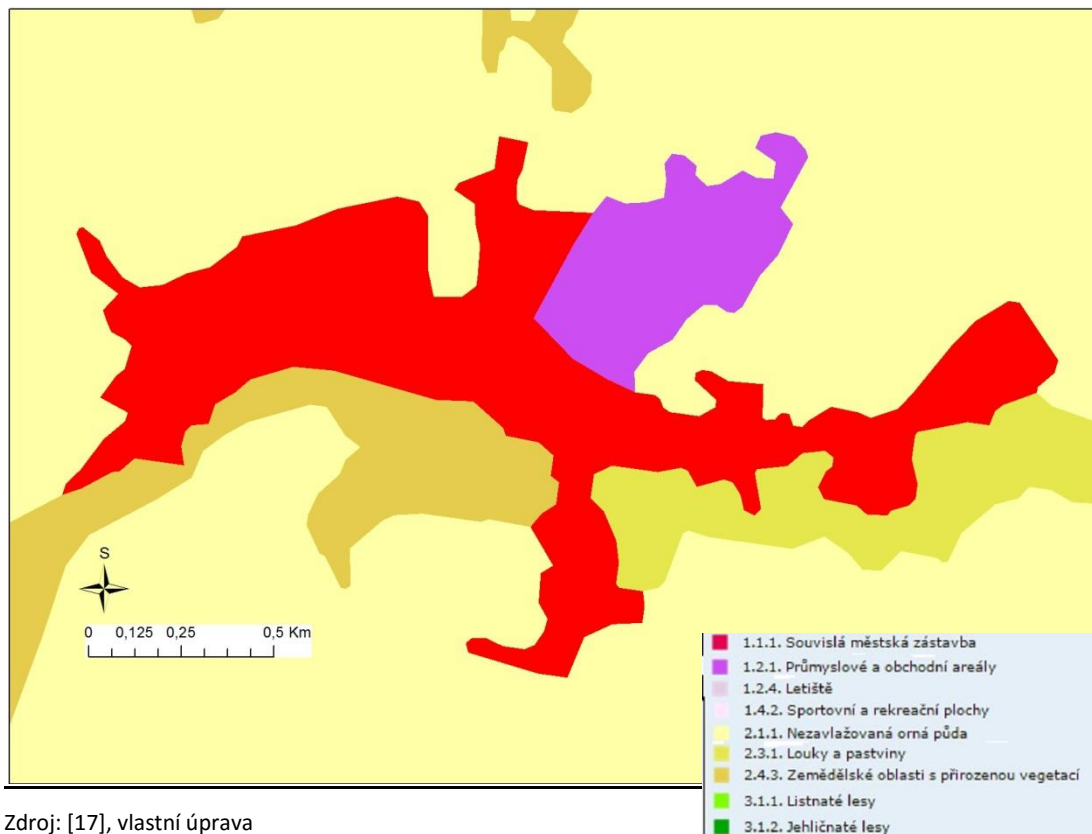 S
0 0,125 0,25 0,5 Km
1.1.1. Souvislá městská zástavba
1.2.1. Průmyslové a obchodní areály
1.2.4. Letiště
1.4.2. Sportovní a rekreační plochy
2.1.1. Nezavlažovaná orná půda
2.3.1. Louky a pastviny
2.4.3. Zemědělské oblasti s přirozenou vegetací
3.1.1. Listnaté lesy
3.1.2. Jehličnaté lesy
Zdroj: [17], vlastní úprava